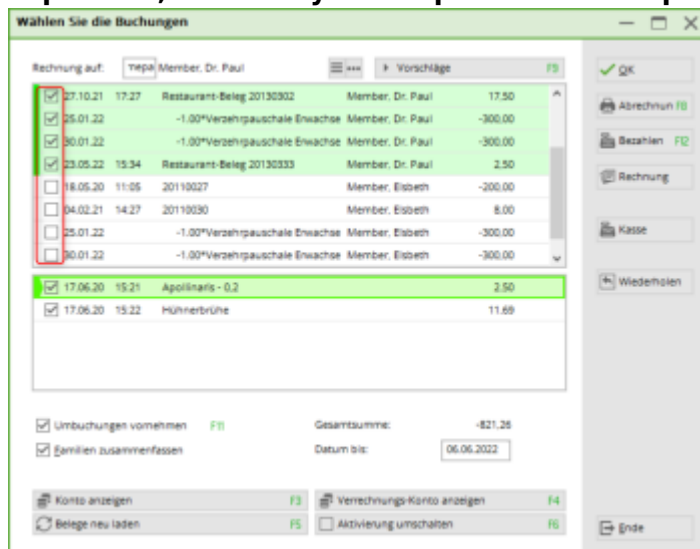 Wählen Sie die Buchungen
Rechnung auf: mepa Member, Dr. Paul Vorschläge F9
27.10.21 17:27 Restaurant-Beleg 20130302 Member, Dr. Paul 17,50
25.01.22 -1.00*Verzehrpauschale Erwachse Member, Dr. Paul -300,00
30.01.22 -1.00*Verzehrpauschale Erwachse Member, Dr. Paul -300,00
23.05.22 15:34 Restaurant-Beleg 20130333 Member, Dr. Paul 2,50
18.05.20 11:05 20110027 Member, Elsbeth -200,00
04.02.21 14:27 20110030 Member, Elsbeth 8,00
25.01.22 -1.00*Verzehrpauschale Erwachse Member, Elsbeth -300,00
30.01.22 -1.00*Verzehrpauschale Erwachse Member, Elsbeth -300,00
17.06.20 15:21 Apollinaris - 0,2 2,50
17.06.20 15:22 Hühnerbrühe 11,69
Umbuchungen vornehmen F11
Gesamtsumme: -821,26
Familien zusammenfassen
Datum bis: 06.06.2022
Konto anzeigen F3
Verrechnungs-Konto anzeigen F4
Belege neu laden F5
Aktivierung umschalten F6
OK
Abrechnun F8
Bezahlen F12
Rechnung
Kasse
Wiederholen
Ende